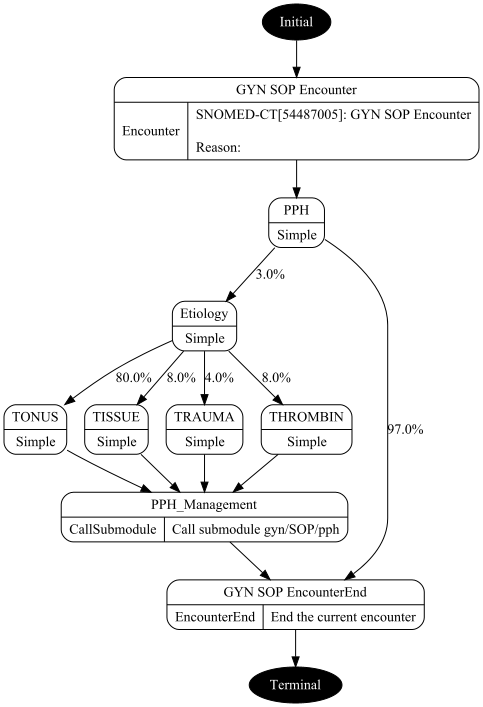 Initial
GYN SOP Encounter
Encounter
SNOMED-CT[54487005]: GYN SOP Encounter
Reason:
PPH
Simple
3.0%
Etiology
Simple
80.0%
8.0%
4.0%
8.0%
97.0%
TONUS
Simple
TISSUE
Simple
TRAUMA
Simple
THROMBIN
Simple
PPH_Management
CallSubmodule
Call submodule gyn/SOP/pph
GYN SOP EncounterEnd
EncounterEnd
End the current encounter
Terminal